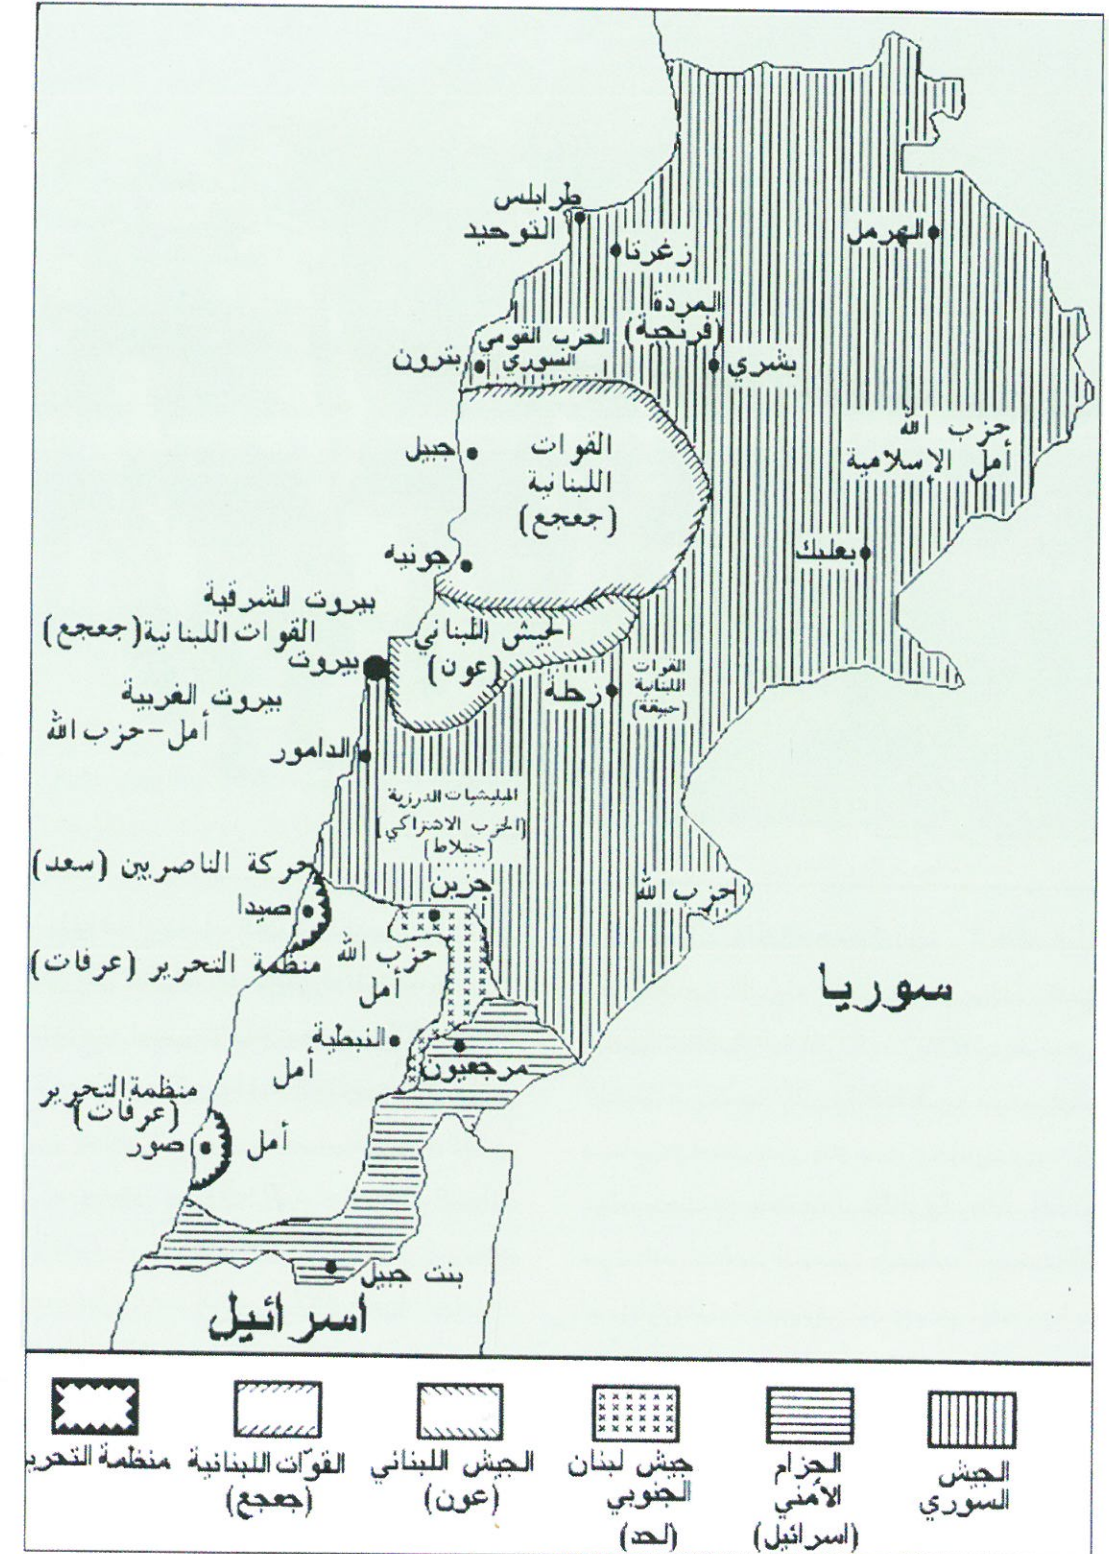 طرابلس
التوحيد
زغرتا
الهرمل
المردة
(فرنجية)
الحزب القومي
السوري
بترون
بشري
حزب الله
أمل الإسلامية
جبيل
القوات
اللبنانية
(جعجع)
بعلبك
جونيه
بيروت الشرقية
القوات اللبنانية(جعجع)
الجيش اللبناني
(عون)
بيروت
القوات
اللبنانية
(حبيقة)
زحلة
بيروت الغربية
أمل-حزب الله
الدامور
الميليشيات الدرزية
(الحزب الاشتراكي)
(جنبلاط)
حركة الناصريين (سعد)
جزين
حزب الله
صيدا
منظمة التحرير (عرفات)
حزب الله
أمل
سوريا
النبطية
أمل
مرجعيون
منظمة التحرير
(عرفات)
صور
أمل
بنت جبيل
أسرائيل
الجيش
السوري
الحزام
الأمني
(اسرائيل)
جيش لبنان
الجنوبي
(لحد)
الجيش اللبناني
(عون)
القوّات اللبنانية
(جعجع)
منظمة التحرير